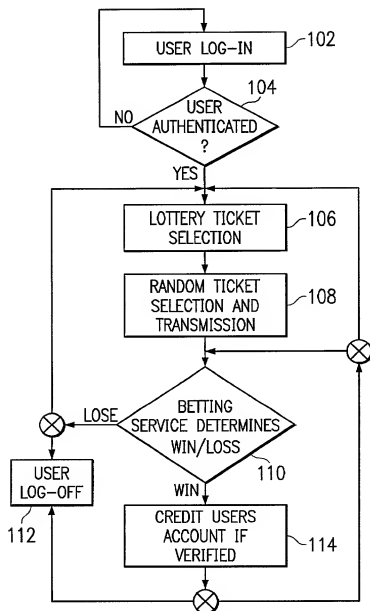 USER LOG-IN
102
104
USER
AUTHENTICATED
?
NO
YES
LOTTERY TICKET
SELECTION
106
RANDOM TICKET
SELECTION AND
TRANSMISSION
108
LOSE
BETTING
SERVICE DETERMINES
WIN/LOSS
110
WIN
USER
LOG-OFF
112
CREDIT USERS
ACCOUNT IF
VERIFIED
114